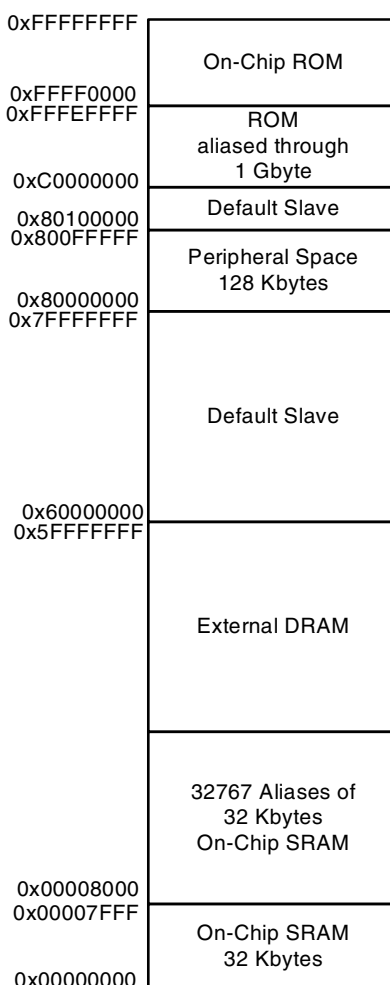 0xFFFFFFFF
On-Chip ROM
0xFFFF0000
0xFFFEFFFF
ROM
aliased through
1 Gbyte
0xC0000000
Default Slave
0x80100000
0x800FFFFF
Peripheral Space
128 Kbytes
0x80000000
0x7FFFFFFF
Default Slave
0x60000000
0x5FFFFFFF
External DRAM
32767 Aliases of
32 Kbytes
On-Chip SRAM
0x00008000
0x00007FFF
On-Chip SRAM
32 Kbytes
0x00000000